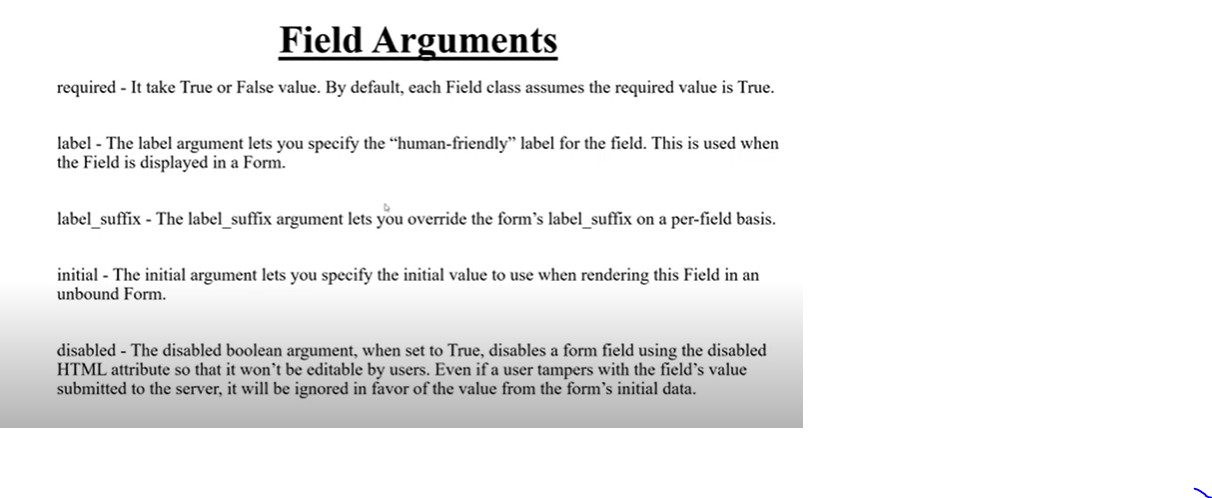 Field Arguments
required - It take True or False value. By default, each Field class assumes the required value is True.
label - The label argument lets you specify the “human-friendly” label for the field. This is used when
the Field is displayed in a Form.
label_suffix - The label_suffix argument lets you override the form’s label_suffix on a per-field basis.
initial - The initial argument lets you specify the initial value to use when rendering this Field in an
unbound Form.
disabled - The disabled boolean argument, when set to True, disables a form field using the disabled
HTML attribute so that it won’t be editable by users. Even if a user tampers with the field’s value
submitted to the server, it will be ignored in favor of the value from the form’s initial data.